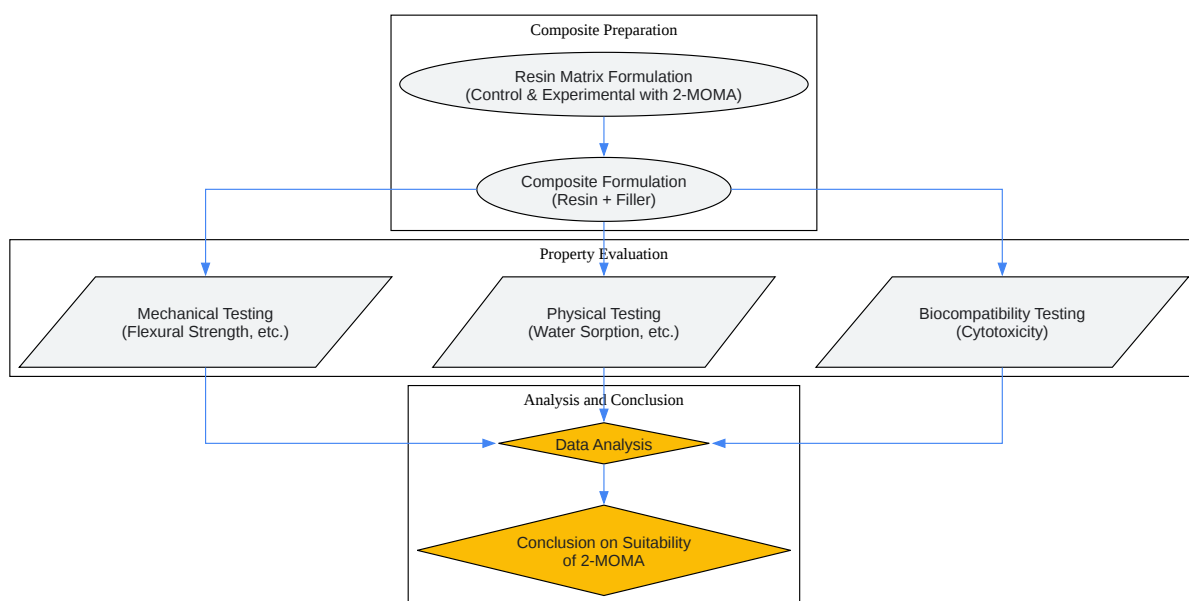 Composite Preparation
Resin Matrix Formulation
(Control & Experimental with 2-MOMA)
Composite Formulation
(Resin + Filler)
Property Evaluation
Mechanical Testing
(Flexural Strength, etc.)
Physical Testing
(Water Sorption, etc.)
Biocompatibility Testing
(Cytotoxicity)
Analysis and Conclusion
Data Analysis
Conclusion on Suitability
of 2-MOMA